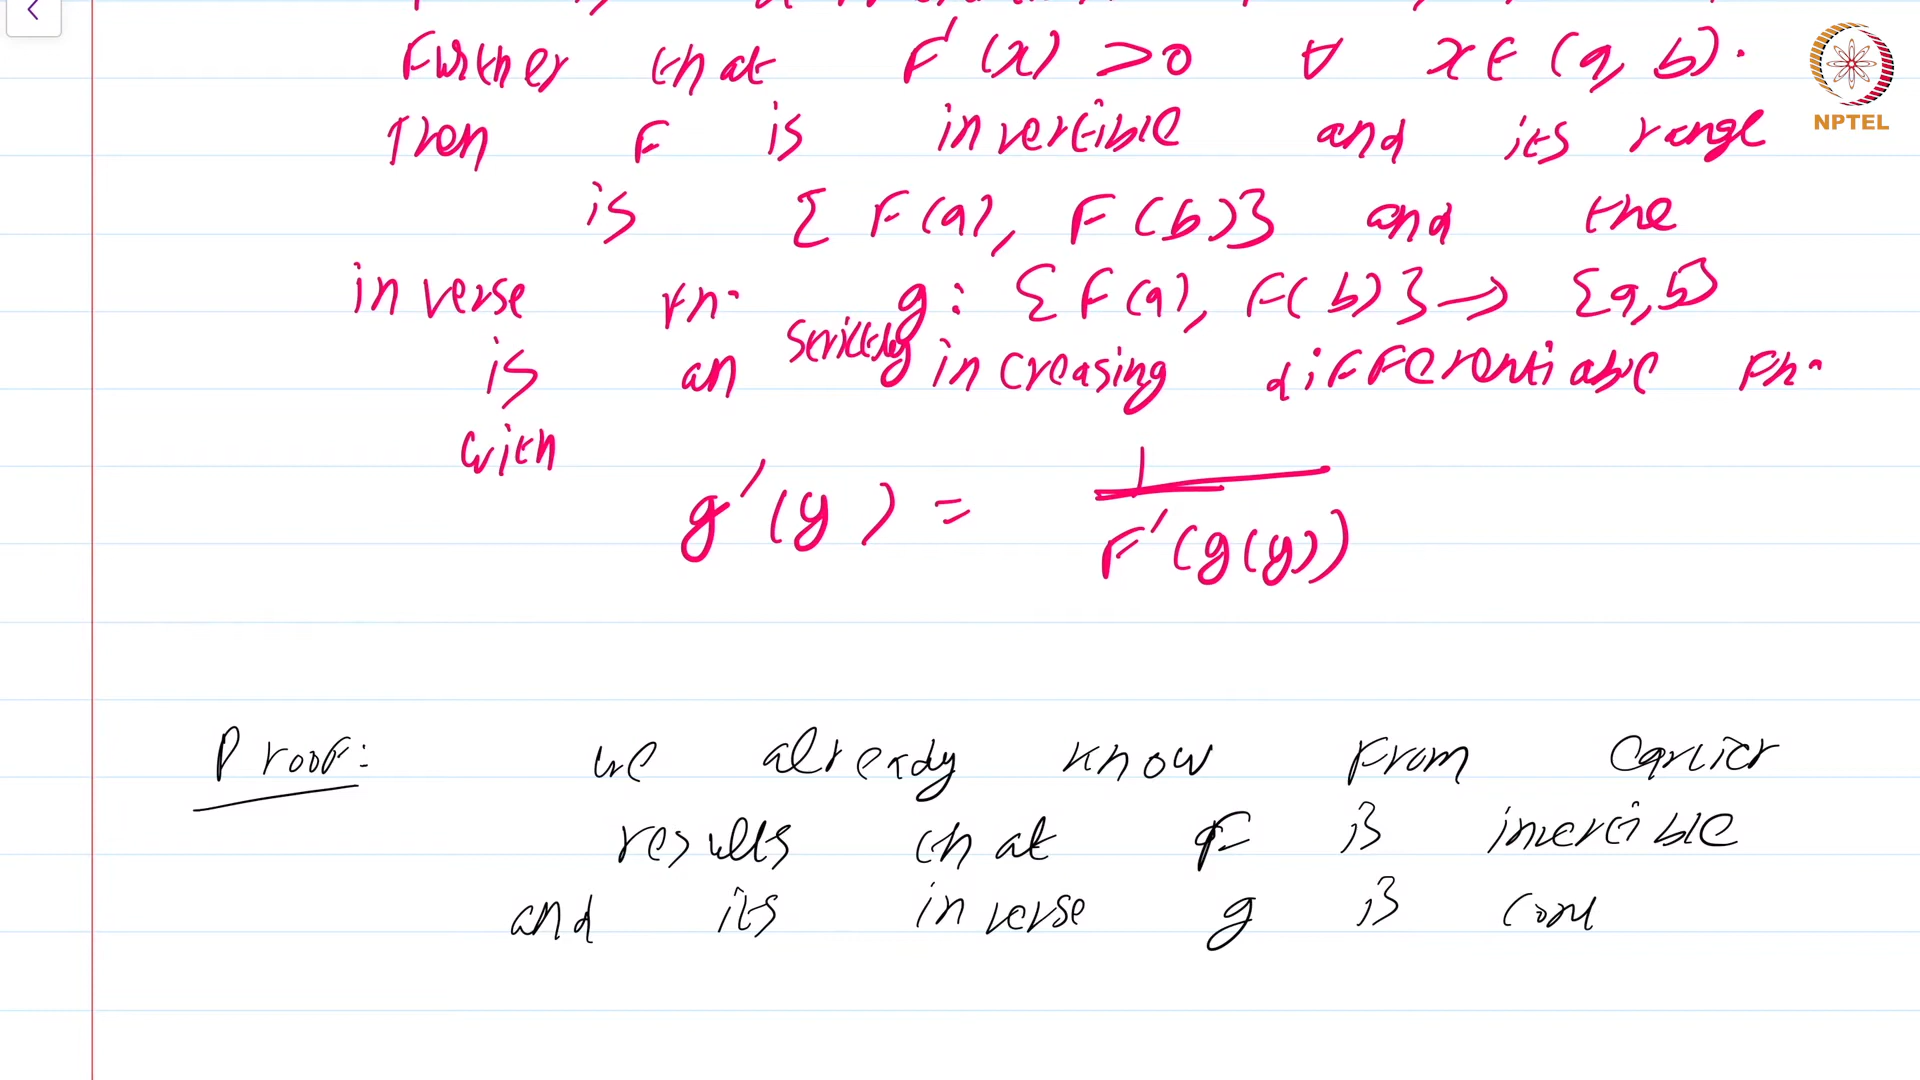 Further that F'(x) >0 ∀ x∈ (a, b).
Then F is invertible and its range
is [F(a), F(b)] and the
inverse fn. g: [F(a), F(b)] → [a,b]
is an strictly increasing differentiable fn.
with
g'(y) = 1/F'(g(y))
Proof: we already know from earlier
results that F is invertible
and its inverse g is con
NPTEL